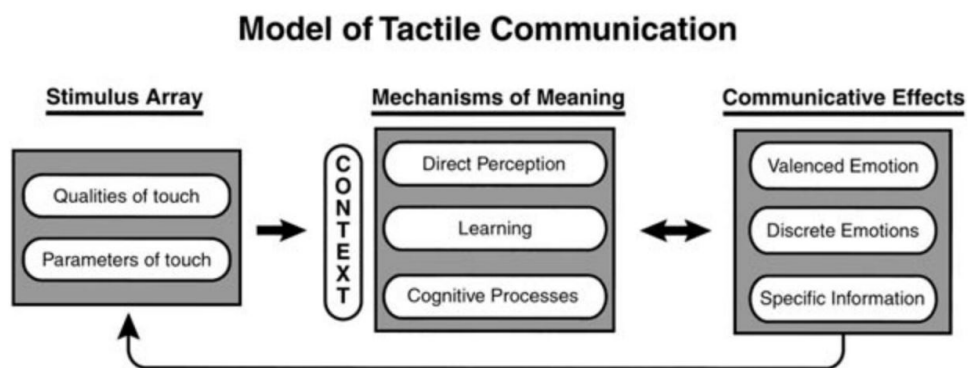 Model of Tactile Communication
Stimulus Array
Qualities of touch
Parameters of touch
CONTEXT
Mechanisms of Meaning
Direct Perception
Learning
Cognitive Processes
Communicative Effects
Valenced Emotion
Discrete Emotions
Specific Information